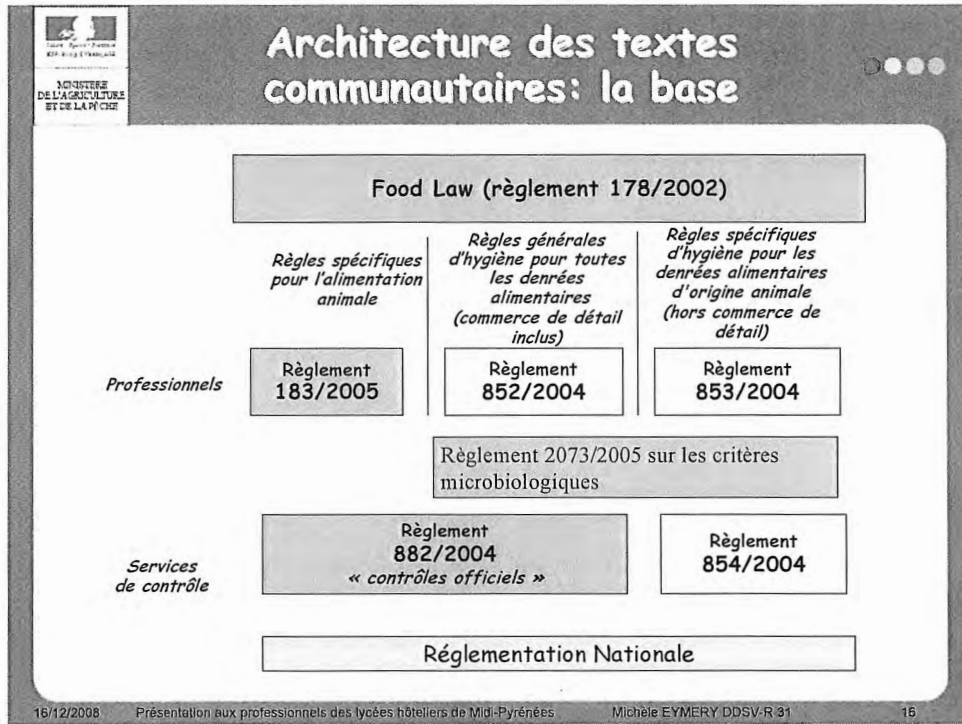 Architecture des textes
communautaires: la base
MINISTERE
DE L'AGRICULTURE
ET DE LA PÊCHE
Food Law (règlement 178/2002)
Règles spécifiques
pour l'alimentation
animale
Règles générales
d'hygiène pour toutes
les denrées
alimentaires
(commerce de détail
inclus)
Règles spécifiques
d'hygiène pour les
denrées alimentaires
d'origine animale
(hors commerce de
détail)
Professionnels
Règlement
183/2005
Règlement
852/2004
Règlement
853/2004
Règlement 2073/2005 sur les critères
microbiologiques
Services
de contrôle
Règlement
882/2004
« contrôles officiels »
Règlement
854/2004
Réglementation Nationale
16/12/2008 Présentation aux professionnels des lycées hôteliers de Midi-Pyrénées Michèle EYMERY DDSV-R 31 15